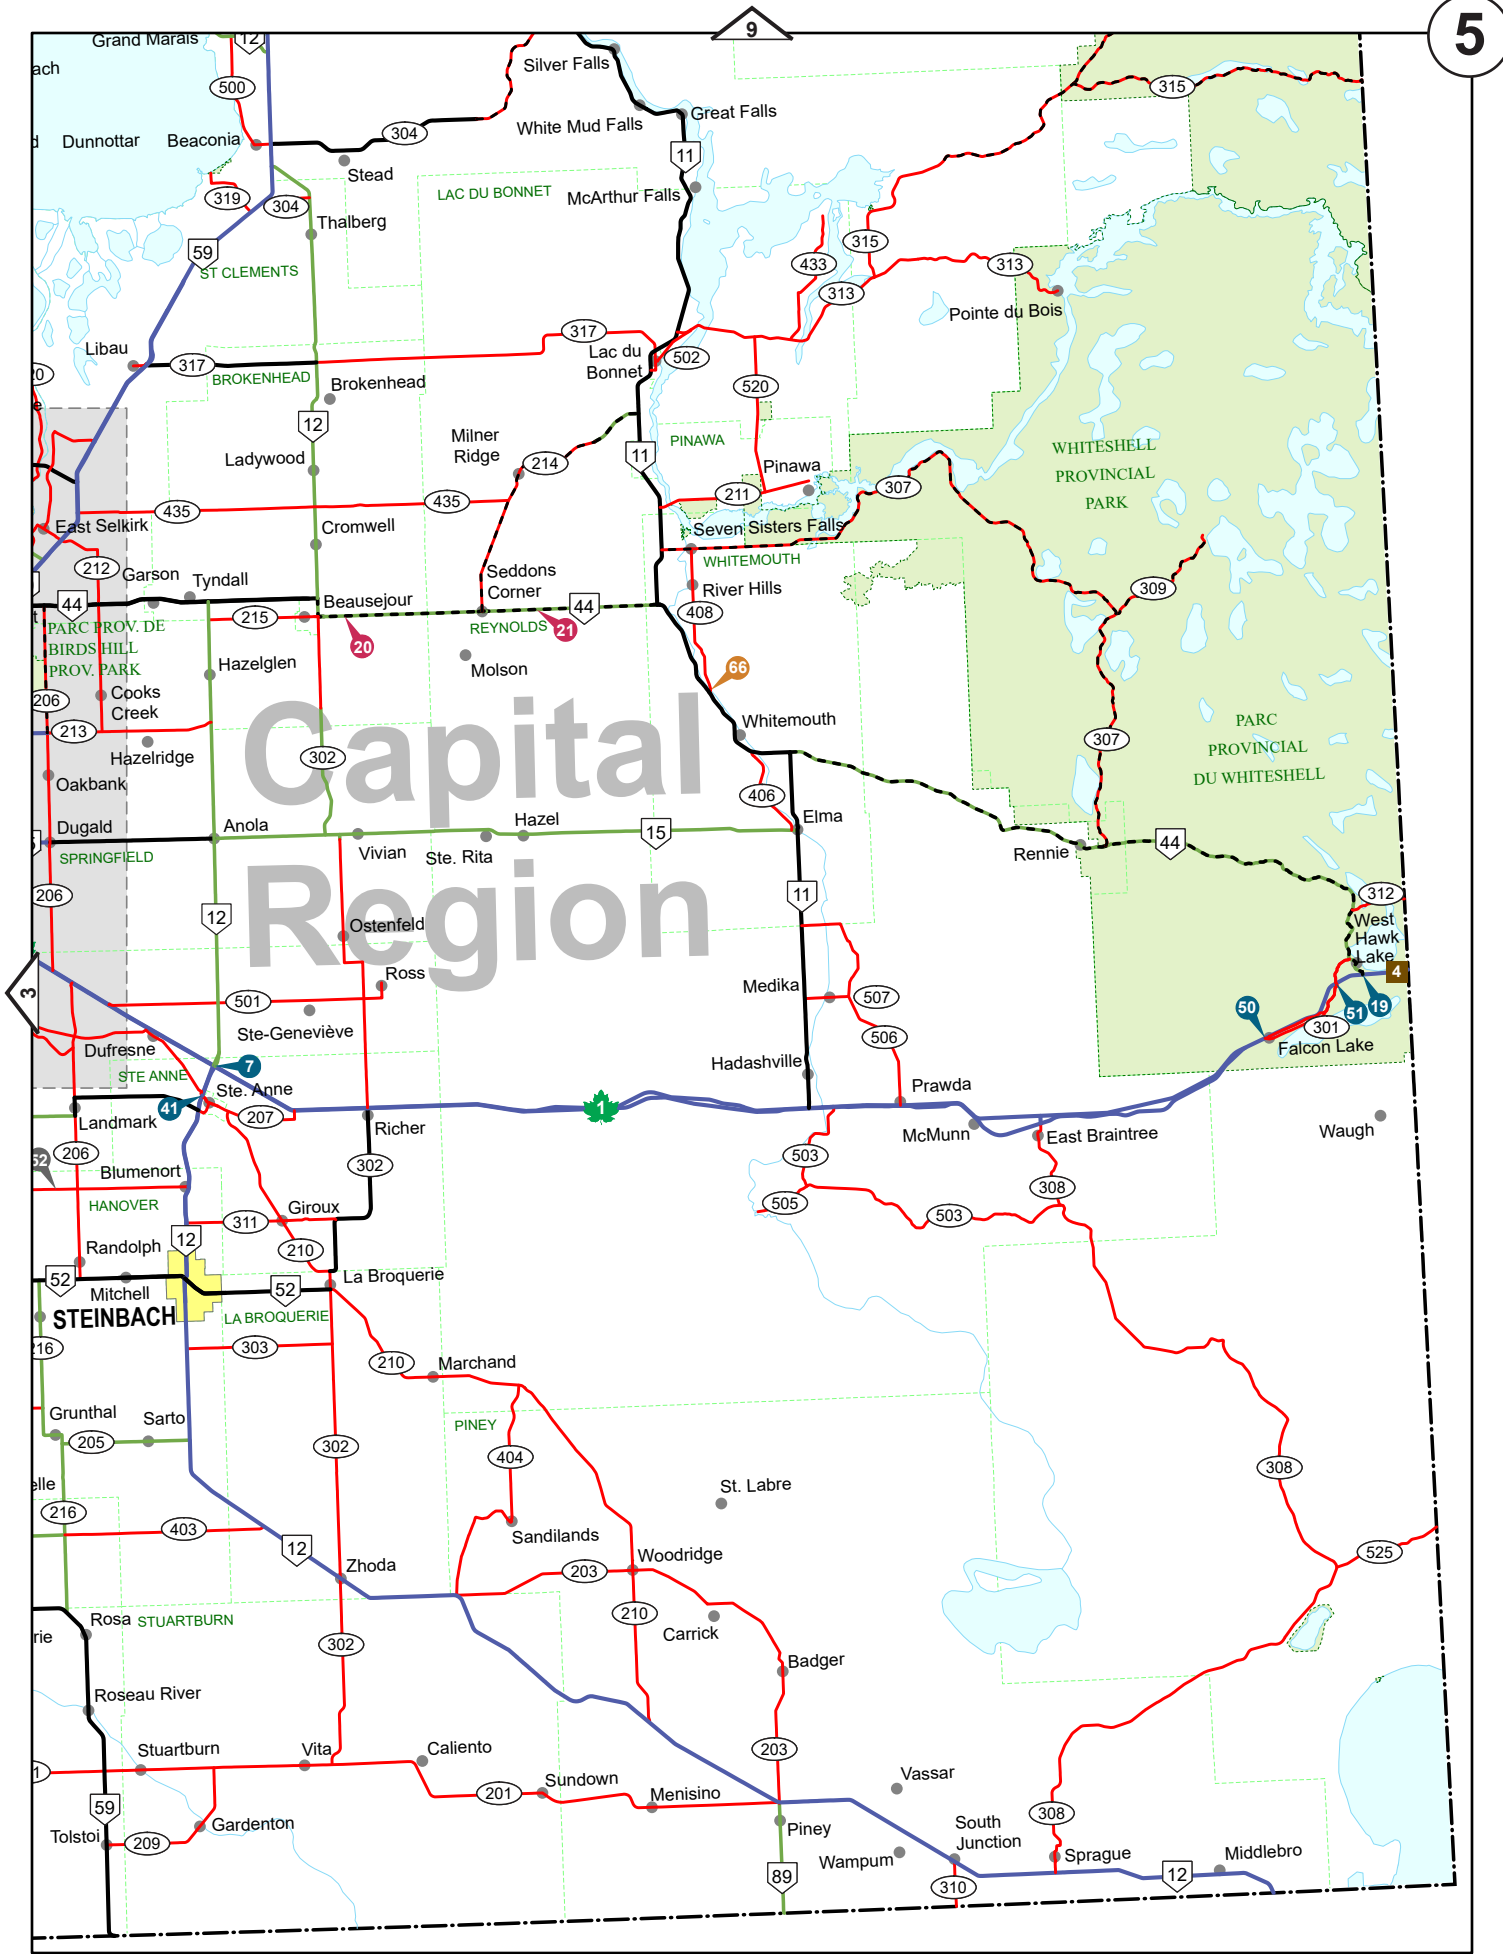 9
5
Grand Marais
12
ach
500
Silver Falls
White Mud Falls
Great Falls
315
Dunnottar
Beaconia
304
Stead
11
LAC DU BONNET
McArthur Falls
319
304
Thalberg
59
ST CLEMENTS
315
433
313
313
Pointe du Bois
Libau
317
317
Lac du
Bonnet
502
BROKENHEAD
Brokenhead
520
12
Milner
Ridge
214
11
PINAWA
Pinawa
WHITESHELL
PROVINCIAL
PARK
Ladywood
435
435
211
307
East Selkirk
Cromwell
Seven Sisters Falls
212
Garson
Tyndall
Seddons
Corner
WHITEMOUTH
River Hills
309
44
Beausejour
44
408
215
REYNOLDS
20
21
PARC PROV. DE
BIRDS HILL
PROV. PARK
Hazelglen
Molson
66
206
Cooks
Creek
213
Hazelridge
302
Capital
Region
Whitemouth
307
PARC
PROVINCIAL
DU WHITESHELL
Oakbank
406
Dugald
Anola
Hazel
15
Elma
SPRINGFIELD
Vivian
Ste. Rita
Rennie
44
206
12
11
312
Ostenfeld
West
Hawk
Lake
4
3
Ross
501
Ste-Geneviève
Medika
507
506
50
51
19
301
Falcon Lake
Dufresne
7
STE ANNE
Ste. Anne
41
207
Hadashville
Prawda
1
Landmark
Richer
McMunn
East Braintree
Waugh
206
52
Blumenort
302
503
505
308
503
HANOVER
311
Giroux
12
210
Randolph
52
Mitchell
52
La Broquerie
STEINBACH
LA BROQUERIE
216
303
210
Marchand
Grunthal
Sarto
205
PINEY
302
404
308
elle
St. Labre
216
403
Sandilands
12
Zhoda
203
Woodridge
525
Rosa
STUARTBURN
rie
302
210
Carrick
Badger
Roseau River
Stuartburn
Vita
Caliento
203
1
201
Sundown
Menisino
Vassar
59
Gardenton
Tolstoi
209
Piney
South
Junction
308
Wampum
Sprague
Middlebro
89
310
12